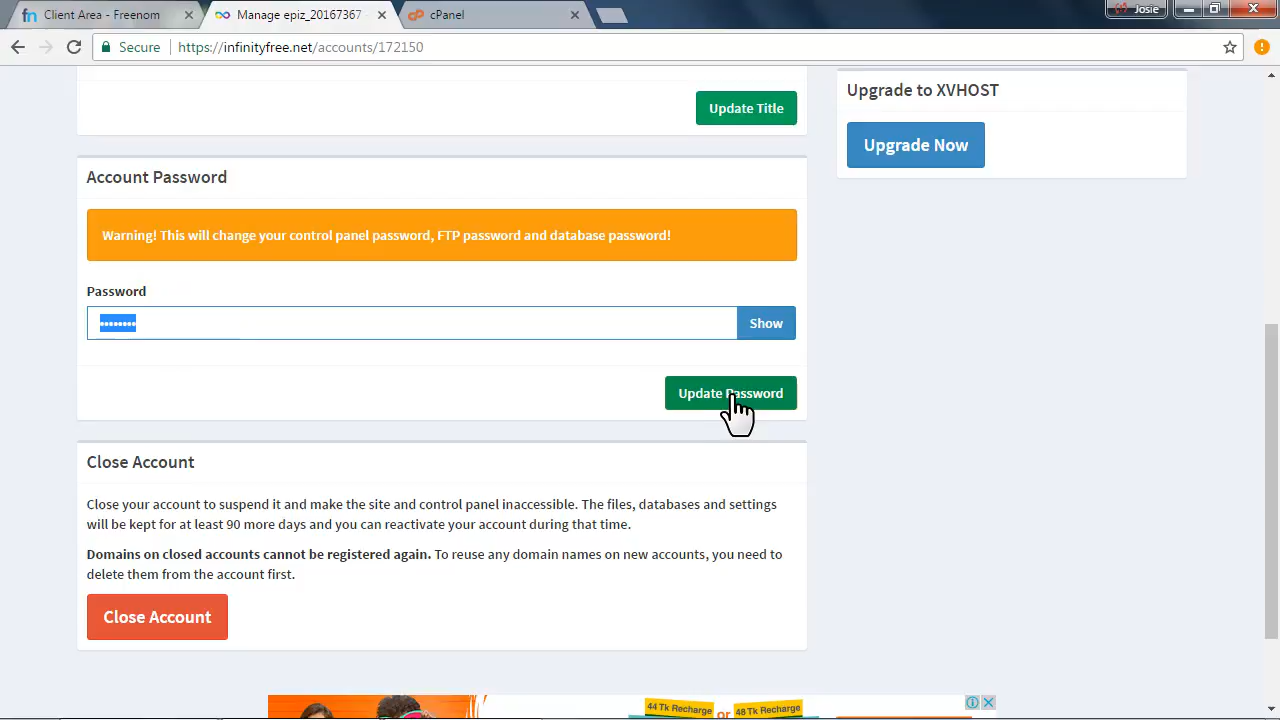 Client Area - Freenom
Manage epiz_20167367 -
cPanel
Josie
Secure
https://infinityfree.net/accounts/172150
Update Title
Upgrade to XVHOST
Upgrade Now
Account Password
Warning! This will change your control panel password, FTP password and database password!
Password
••••••••
Show
Update Password
Close Account
Close your account to suspend it and make the site and control panel inaccessible. The files, databases and settings
will be kept for at least 90 more days and you can reactivate your account during that time.
Domains on closed accounts cannot be registered again. To reuse any domain names on new accounts, you need to
delete them from the account first.
Close Account
44 Tk Recharge
or
48 Tk Recharge